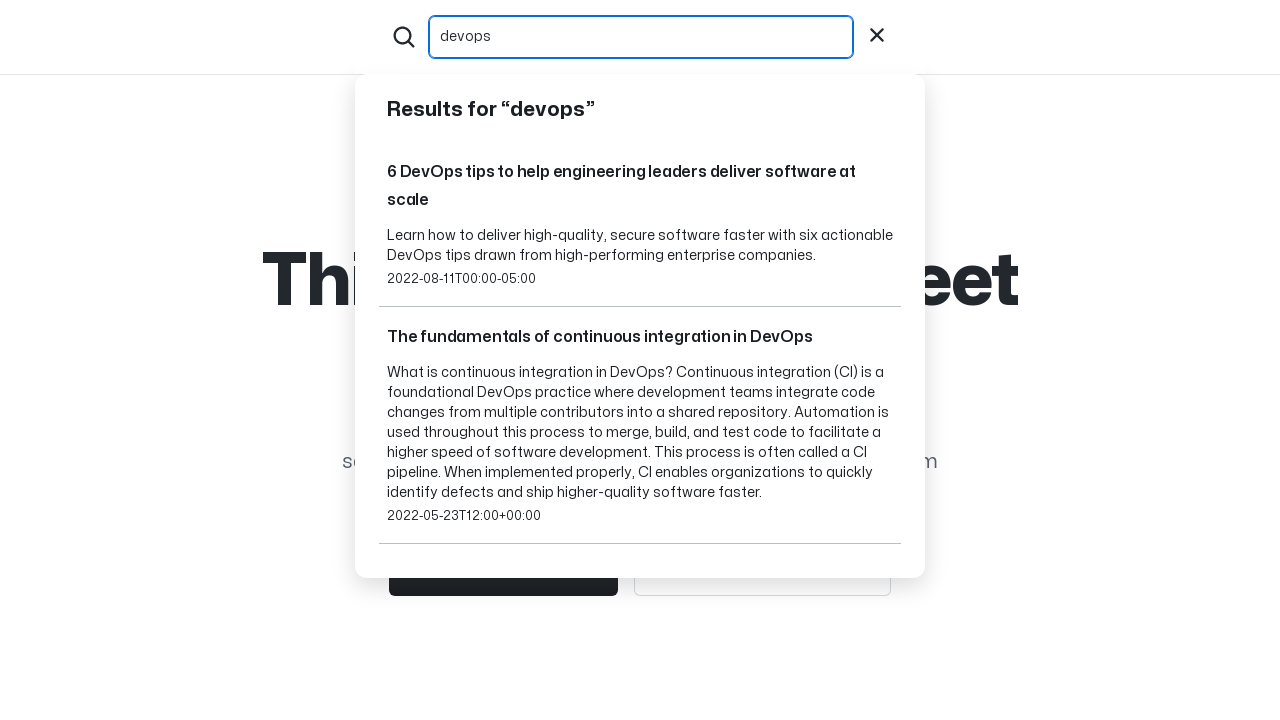 devops
Results for “devops”
6 DevOps tips to help engineering leaders deliver software at
scale
Learn how to deliver high-quality, secure software faster with six actionable
DevOps tips drawn from high-performing enterprise companies.
2022-08-11T00:00-05:00
The fundamentals of continuous integration in DevOps
What is continuous integration in DevOps? Continuous integration (CI) is a
foundational DevOps practice where development teams integrate code
changes from multiple contributors into a shared repository. Automation is
used throughout this process to merge, build, and test code to facilitate a
higher speed of software development. This process is often called a CI
pipeline. When implemented properly, CI enables organizations to quickly
identify defects and ship higher-quality software faster.
2022-05-23T12:00+00:00